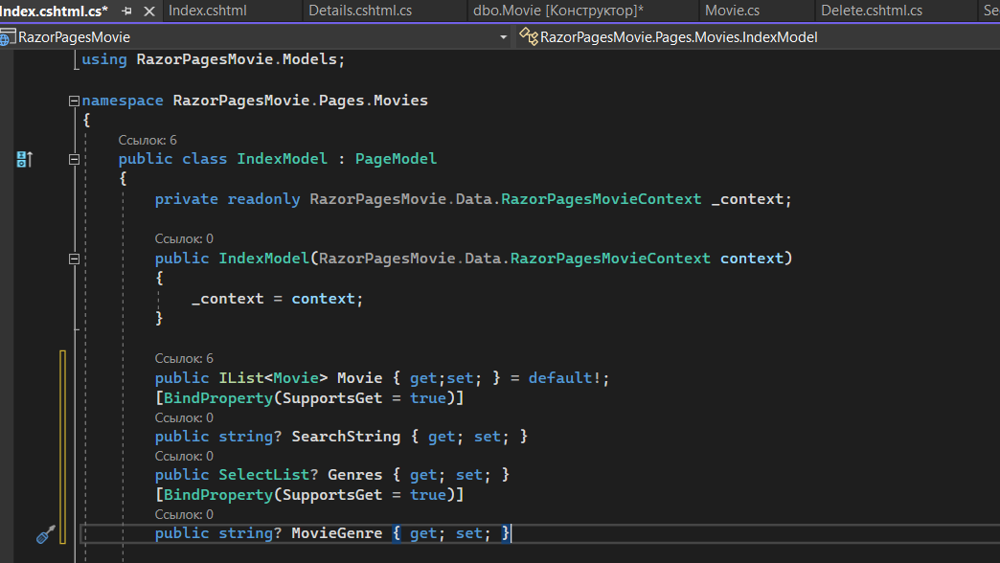 Index.cshtml.cs* Index.cshtml Details.cshtml.cs dbo.Movie [Конструктор]* Movie.cs Delete.cshtml.cs Se
RazorPagesMovie RazorPagesMovie.Pages.Movies.IndexModel
using RazorPagesMovie.Models;
namespace RazorPagesMovie.Pages.Movies
{
Ссылок: 6
public class IndexModel : PageModel
{
private readonly RazorPagesMovie.Data.RazorPagesMovieContext _context;
Ссылок: 0
public IndexModel(RazorPagesMovie.Data.RazorPagesMovieContext context)
{
_context = context;
}
Ссылок: 6
public IList<Movie> Movie { get;set; } = default!;
[BindProperty(SupportsGet = true)]
Ссылок: 0
public string? SearchString { get; set; }
Ссылок: 0
public SelectList? Genres { get; set; }
[BindProperty(SupportsGet = true)]
Ссылок: 0
public string? MovieGenre { get; set; }